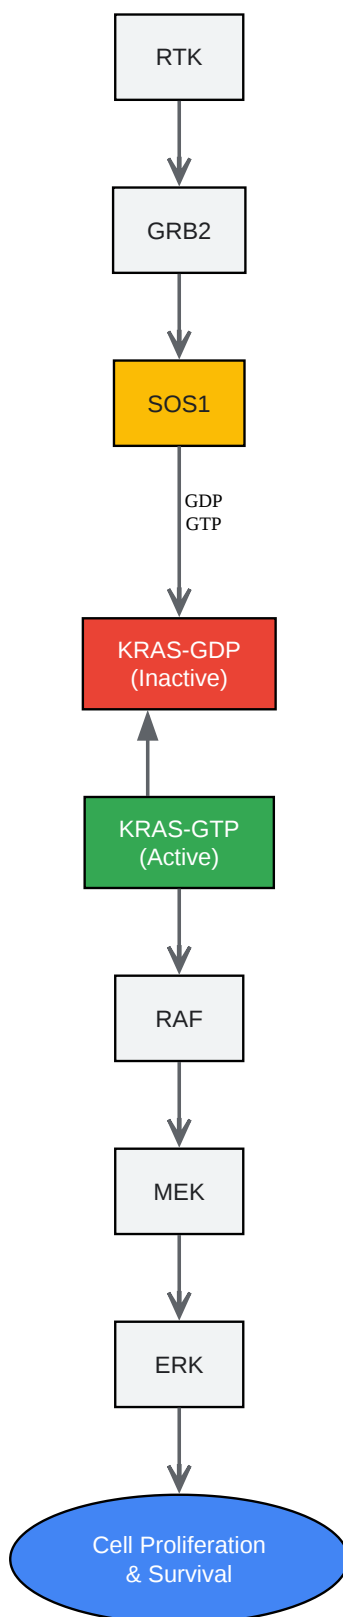 RTK
GRB2
SOS1
GDP
GTP
KRAS-GDP
(Inactive)
KRAS-GTP
(Active)
RAF
MEK
ERK
Cell Proliferation
& Survival